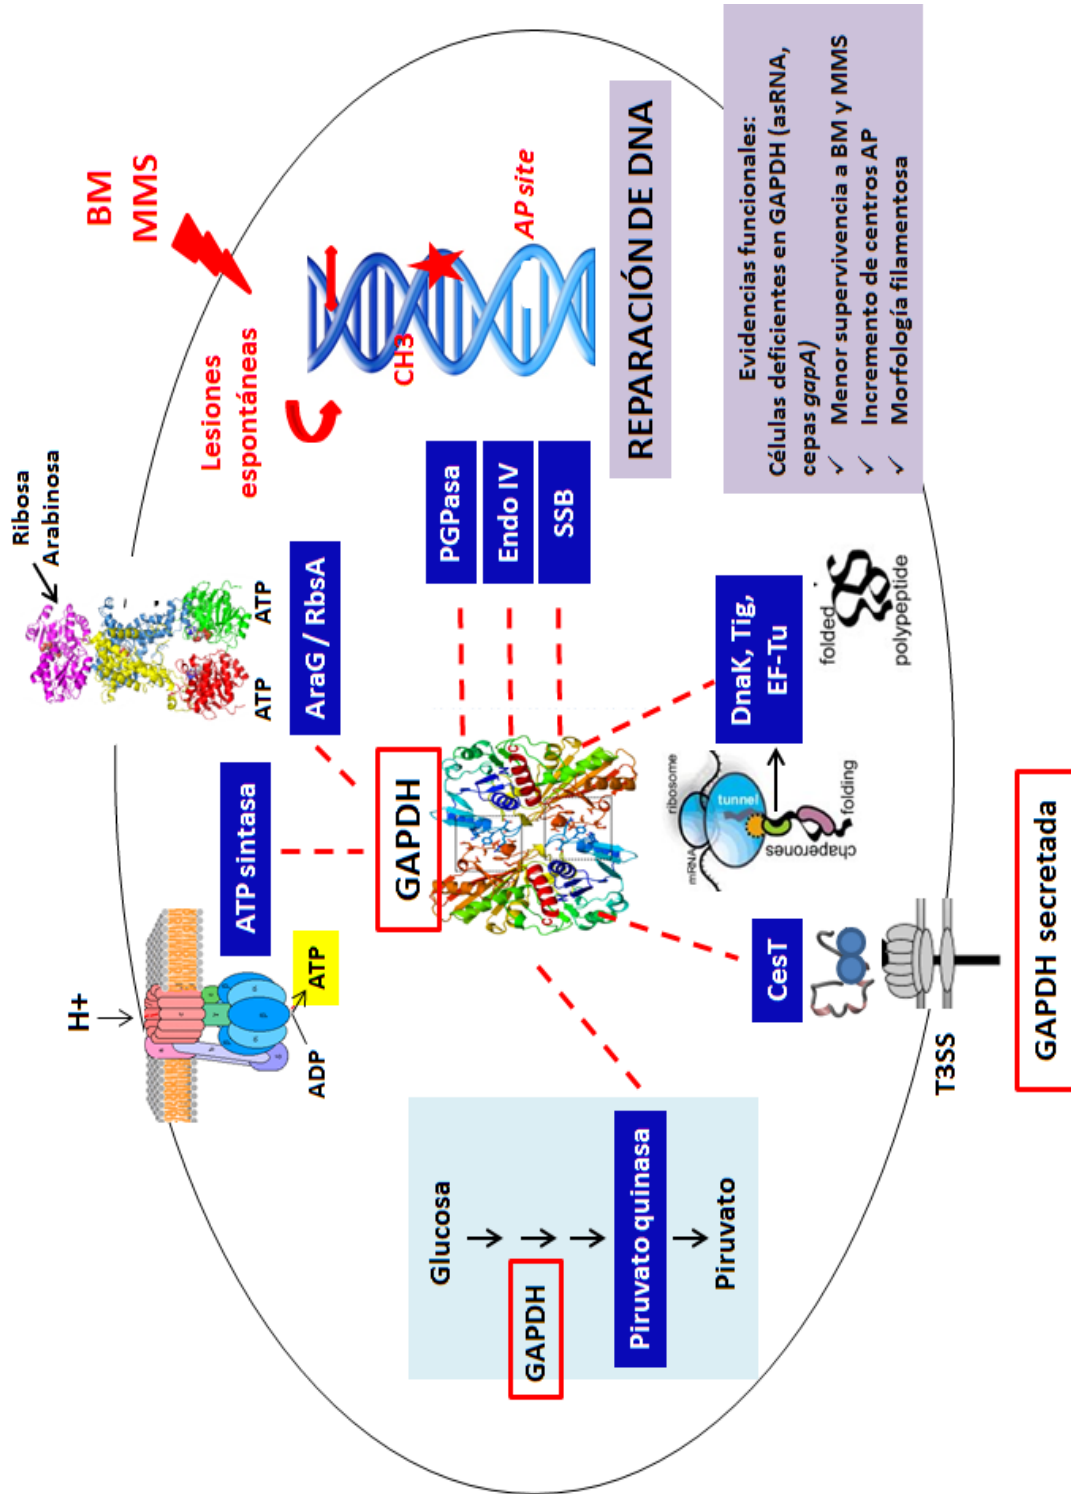 Ribosa
Arabinosa
BM
MMS
H+
Lesiones
espontáneas
ADP
ATP
ATP sintasa
ATP
ATP
AraG / RbsA
CH3
AP site
GAPDH
PGPasa
Endo IV
SSB
REPARACIÓN DE DNA
Glucosa
GAPDH
Piruvato quinasa
Piruvato
C
N
N
C
CesT
T3SS
mRNA
ribosome
tunnel
chaperones
folding
DnaK, Tig,
EF-Tu
folded
polypeptide
Evidencias funcionales:
Células deficientes en GAPDH (asRNA,
cepas gapA)
✓ Menor supervivencia a BM y MMS
✓ Incremento de centros AP
✓ Morfología filamentosa
GAPDH secretada